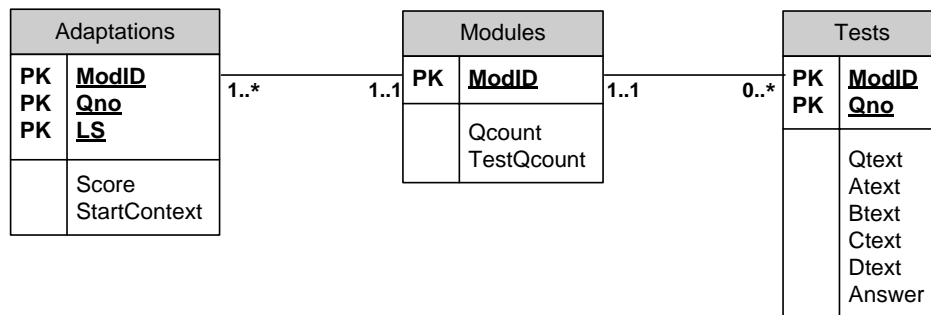 Adaptations
PK ModID
PK Qno
PK LS
Score
StartContext
1..*
1..1
Modules
PK ModID
Qcount
TestQcount
1..1
0..*
Tests
PK ModID
PK Qno
Qtext
Atext
Btext
Ctext
Dtext
Answer